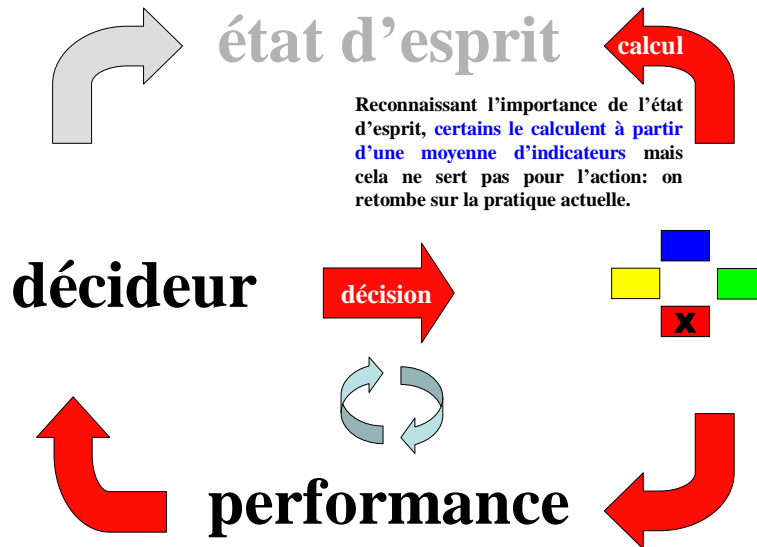 état d’esprit
calcul
Reconnaissant l’importance de l’état
d’esprit, certains le calculent à partir
d’une moyenne d’indicateurs mais
cela ne sert pas pour l’action: on
retombe sur la pratique actuelle.
décideur
décision
X
performance